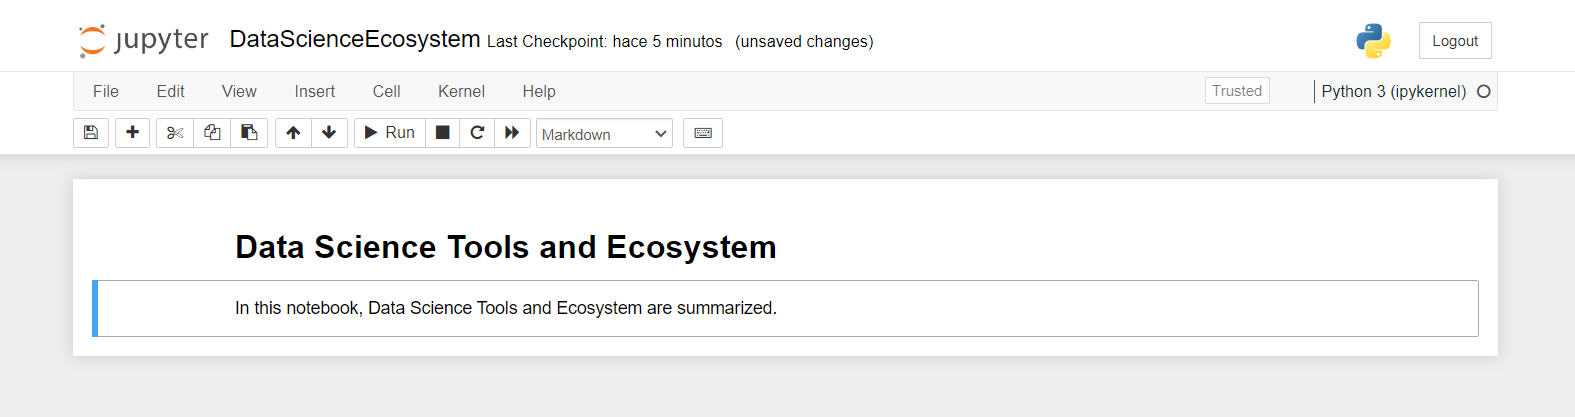 jupyter DataScienceEcosystem Last Checkpoint: hace 5 minutos (unsaved changes) Logout
File Edit View Insert Cell Kernel Help Trusted Python 3 (ipykernel)
Run Markdown
Data Science Tools and Ecosystem
In this notebook, Data Science Tools and Ecosystem are summarized.